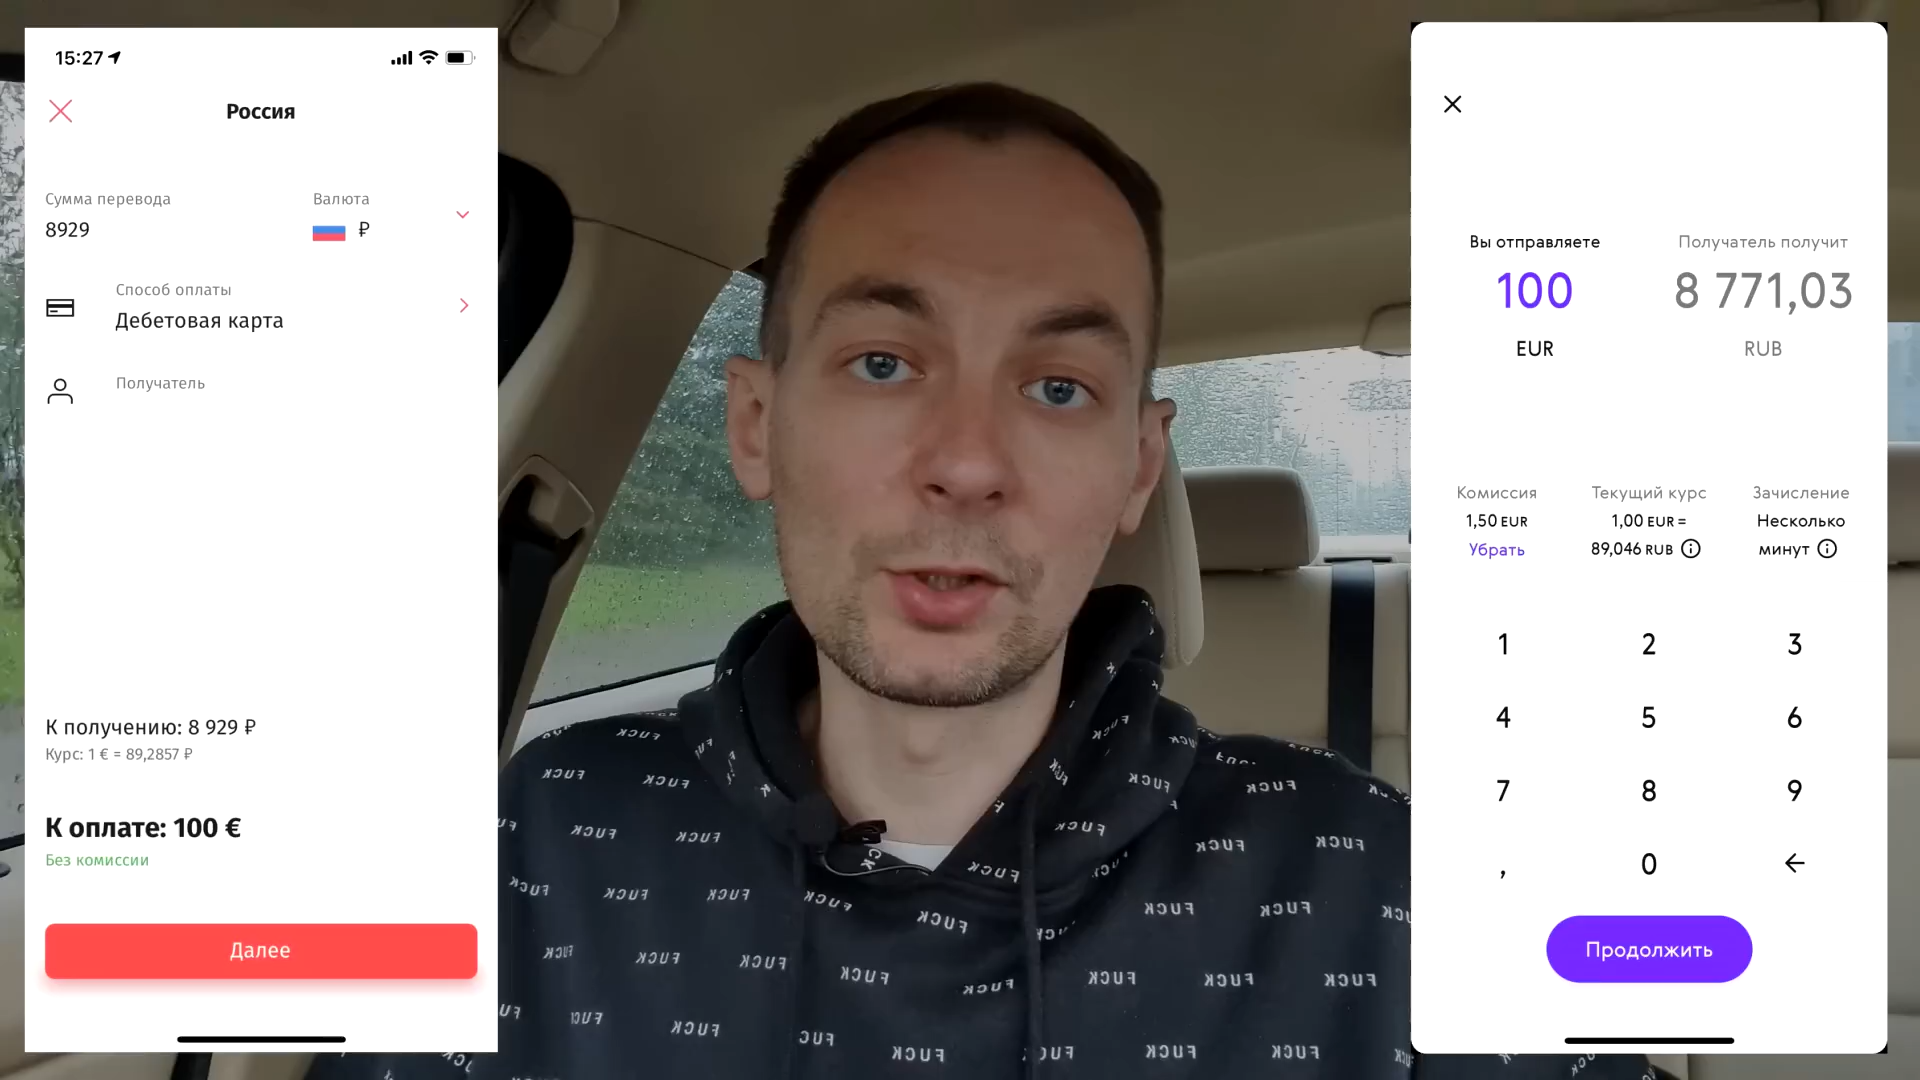 15:27
Россия
Сумма перевода
Валюта
8929
₽
Способ оплаты
Дебетовая карта
Получатель
К получению: 8 929 ₽
Курс: 1 € = 89,2857 ₽
К оплате: 100 €
Без комиссии
Далее
Вы отправляете
Получатель получит
100
8 771,03
EUR
RUB
Комиссия
Текущий курс
Зачисление
1,50 EUR
1,00 EUR =
Несколько
Убрать
89,046 RUB
минут
1 2 3
4 5 6
7 8 9
, 0
Продолжить
FUCK